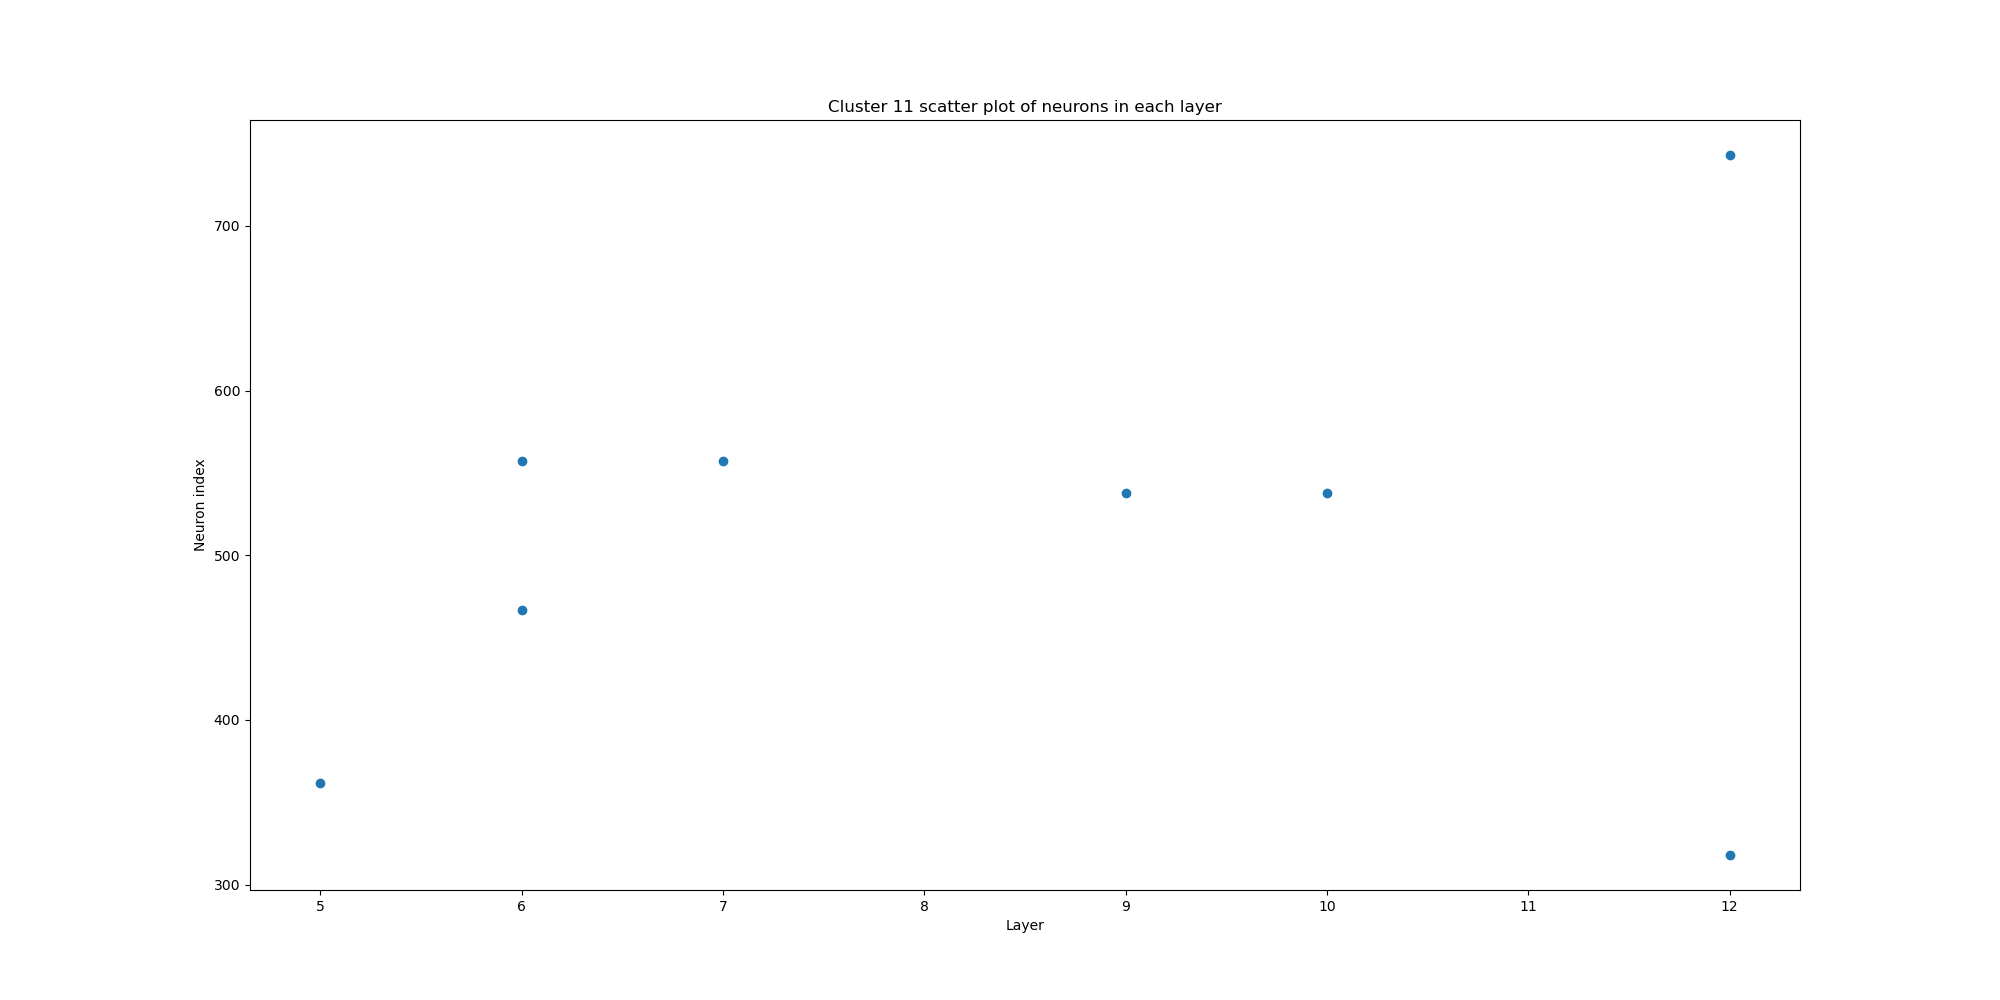 Cluster 11 scatter plot of neurons in each layer
Neuron index
700
600
500
400
300
5 6 7 8 9 10 11 12
Layer